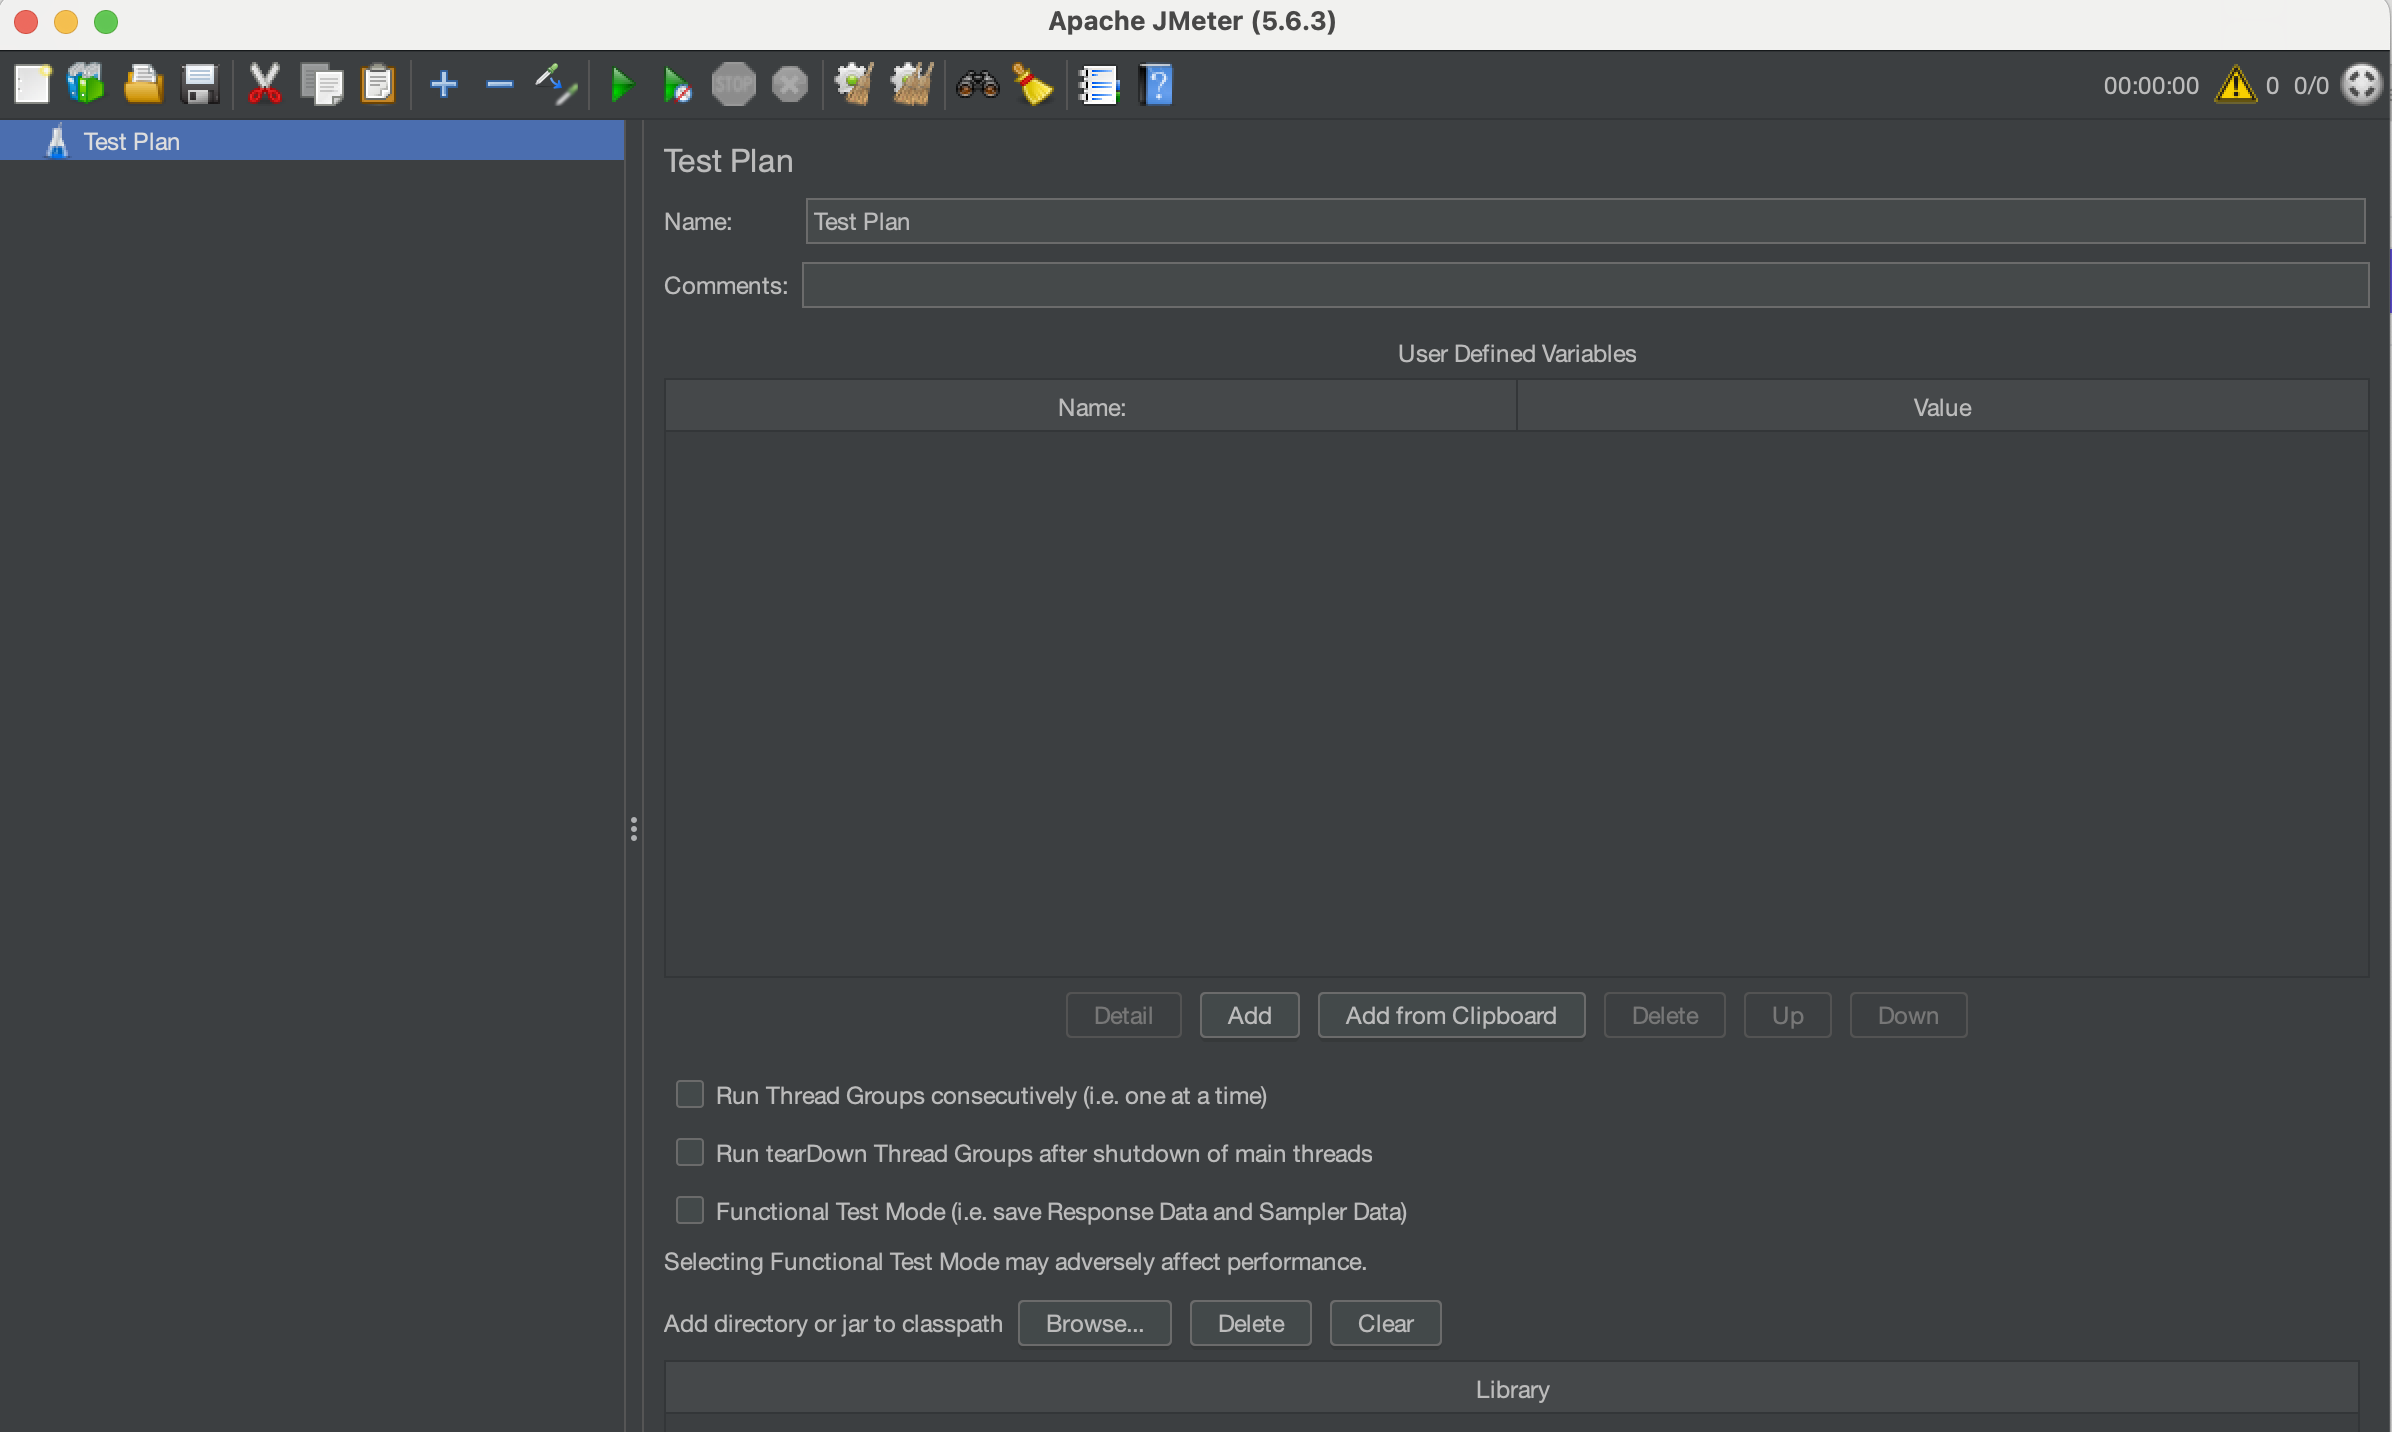 Apache JMeter (5.6.3)
STOP
00:00:00 0 0/0
Test Plan
Test Plan
Name: Test Plan
Comments:
User Defined Variables
Name: Value
Detail Add Add from Clipboard Delete Up Down
Run Thread Groups consecutively (i.e. one at a time)
Run tearDown Thread Groups after shutdown of main threads
Functional Test Mode (i.e. save Response Data and Sampler Data)
Selecting Functional Test Mode may adversely affect performance.
Add directory or jar to classpath Browse... Delete Clear
Library